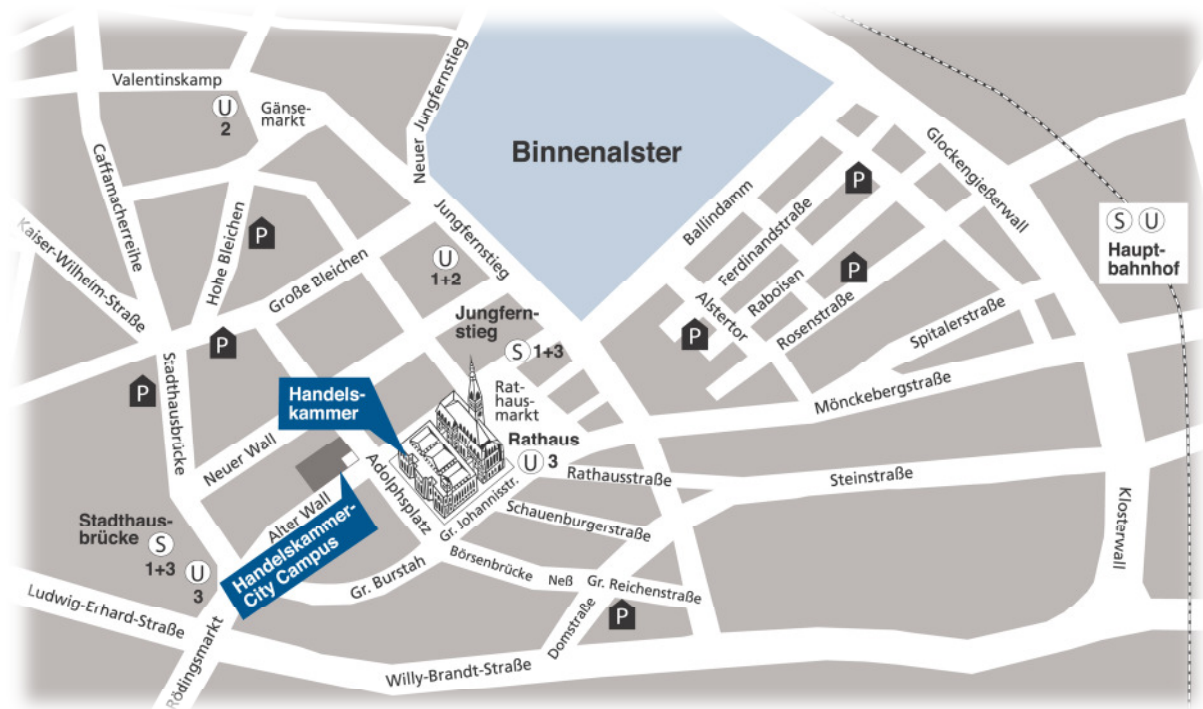 Valentinskamp
U
2
Gänse-
markt
Neuer Jungfernstieg
Binnenalster
Caffamacherreihe
Kaiser-Wilhelm-Straße
Hohe Bleichen
P
Große Bleichen
Jungfernstieg
U
1+2
Ballindamm
Ferdinandstraße
P
Glockengießerwall
S U
Haupt-
bahnhof
Raboisen
P
Alstertor
P
Rosenstraße
Spitalerstraße
Mönckebergstraße
Jungfern-
stieg
S 1+3
P
P
Stadthausbrücke
Handels-
kammer
Rat-
haus-
markt
Rathaus
U 3
Neuer Wall
Adolphsplatz
Rathausstraße
Steinstraße
Gr. Johannisstr.
Schauenburgerstraße
Alter Wall
Stadthaus-
brücke
S
1+3
U
3
Handelskammer-
City Campus
Gr. Burstah
Börsenbrücke
Neß
Gr. Reichenstraße
P
Domstraße
Klosterwall
Ludwig-Erhard-Straße
Rödingsmarkt
Willy-Brandt-Straße